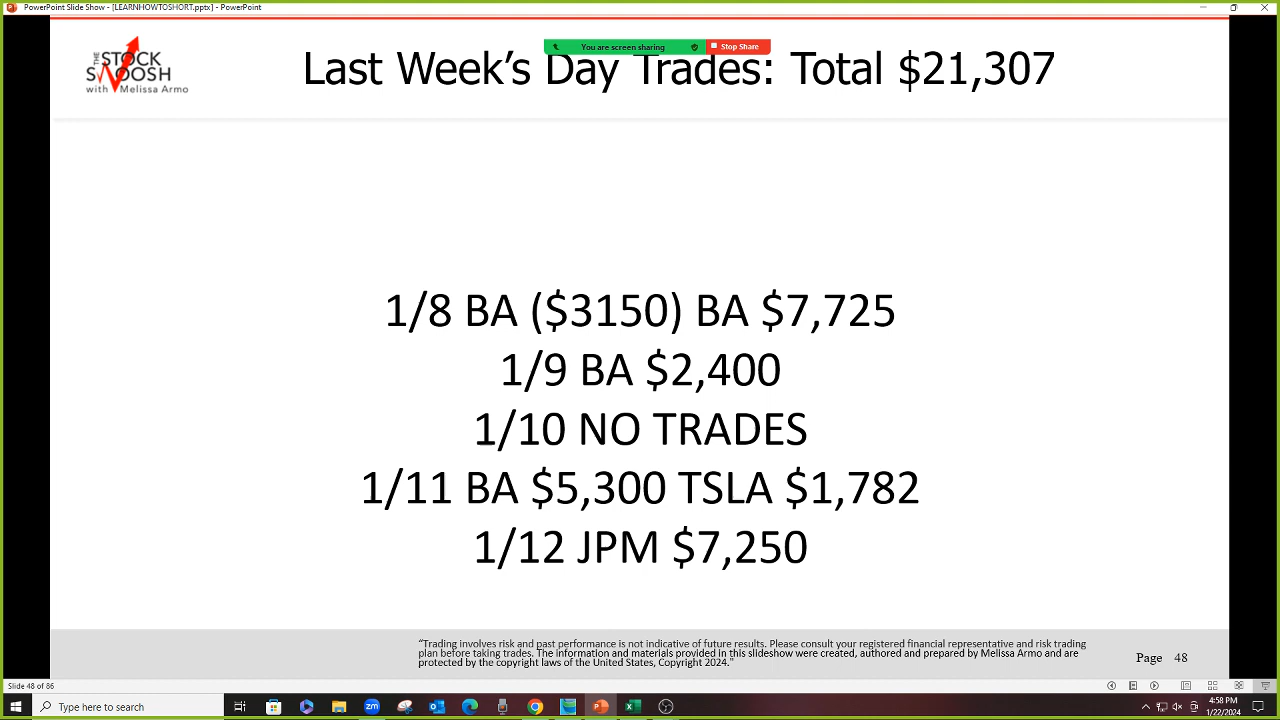 PowerPoint Slide Show - [LEARNHOWTOSHORT.pptx] - PowerPoint
You are screen sharing
Stop Share
THE STOCK
SWOOSH
with Melissa Armo
Last Week's Day Trades: Total $21,307
1/8 BA ($3150) BA $7,725
1/9 BA $2,400
1/10 NO TRADES
1/11 BA $5,300 TSLA $1,782
1/12 JPM $7,250
"Trading involves risk and past performance is not indicative of future results. Please consult your registered financial representative and risk trading
plan before taking trades. The information and materials provided in this slideshow were created, authored and prepared by Melissa Armo and are
protected by the copyright laws of the United States, Copyright 2024."
Page 48
Slide 48 of 86
Type here to search
zm
4:58 PM
1/22/2024